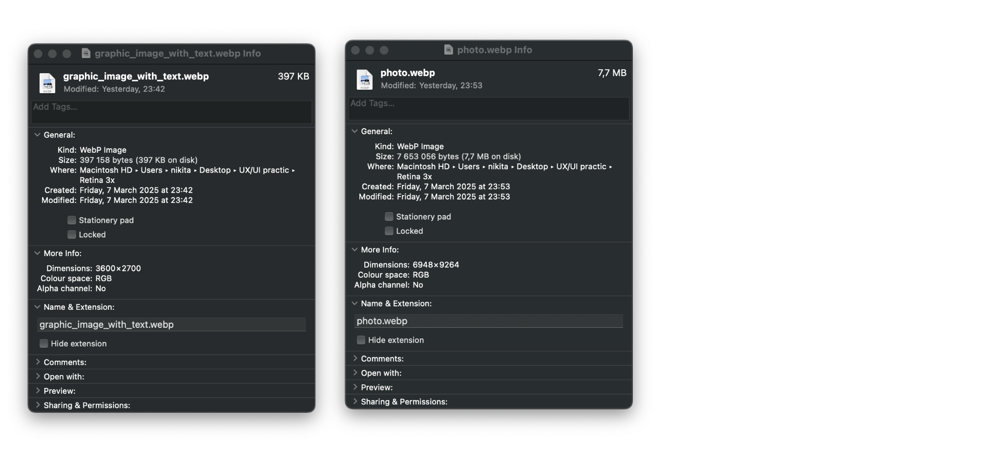 graphic_image_with_text.webp Info
WEBP
graphic_image_with_text.webp
397 KB
Modified: Yesterday, 23:42
Add Tags...
General:
Kind: WebP Image
Size: 397 158 bytes (397 KB on disk)
Where: Macintosh HD ▸ Users ▸ nikita ▸ Desktop ▸ UX/UI practic ▸
Retina 3x
Created: Friday, 7 March 2025 at 23:42
Modified: Friday, 7 March 2025 at 23:42
Stationery pad
Locked
More Info:
Dimensions: 3600×2700
Colour space: RGB
Alpha channel: No
Name & Extension:
graphic_image_with_text.webp
Hide extension
Comments:
Open with:
Preview:
Sharing & Permissions:
photo.webp Info
WEBP
photo.webp
7,7 MB
Modified: Yesterday, 23:53
Add Tags...
General:
Kind: WebP Image
Size: 7 653 056 bytes (7,7 MB on disk)
Where: Macintosh HD ▸ Users ▸ nikita ▸ Desktop ▸ UX/UI practic ▸
Retina 3x
Created: Friday, 7 March 2025 at 23:53
Modified: Friday, 7 March 2025 at 23:53
Stationery pad
Locked
More Info:
Dimensions: 6948×9264
Colour space: RGB
Alpha channel: No
Name & Extension:
photo.webp
Hide extension
Comments:
Open with:
Preview:
Sharing & Permissions: